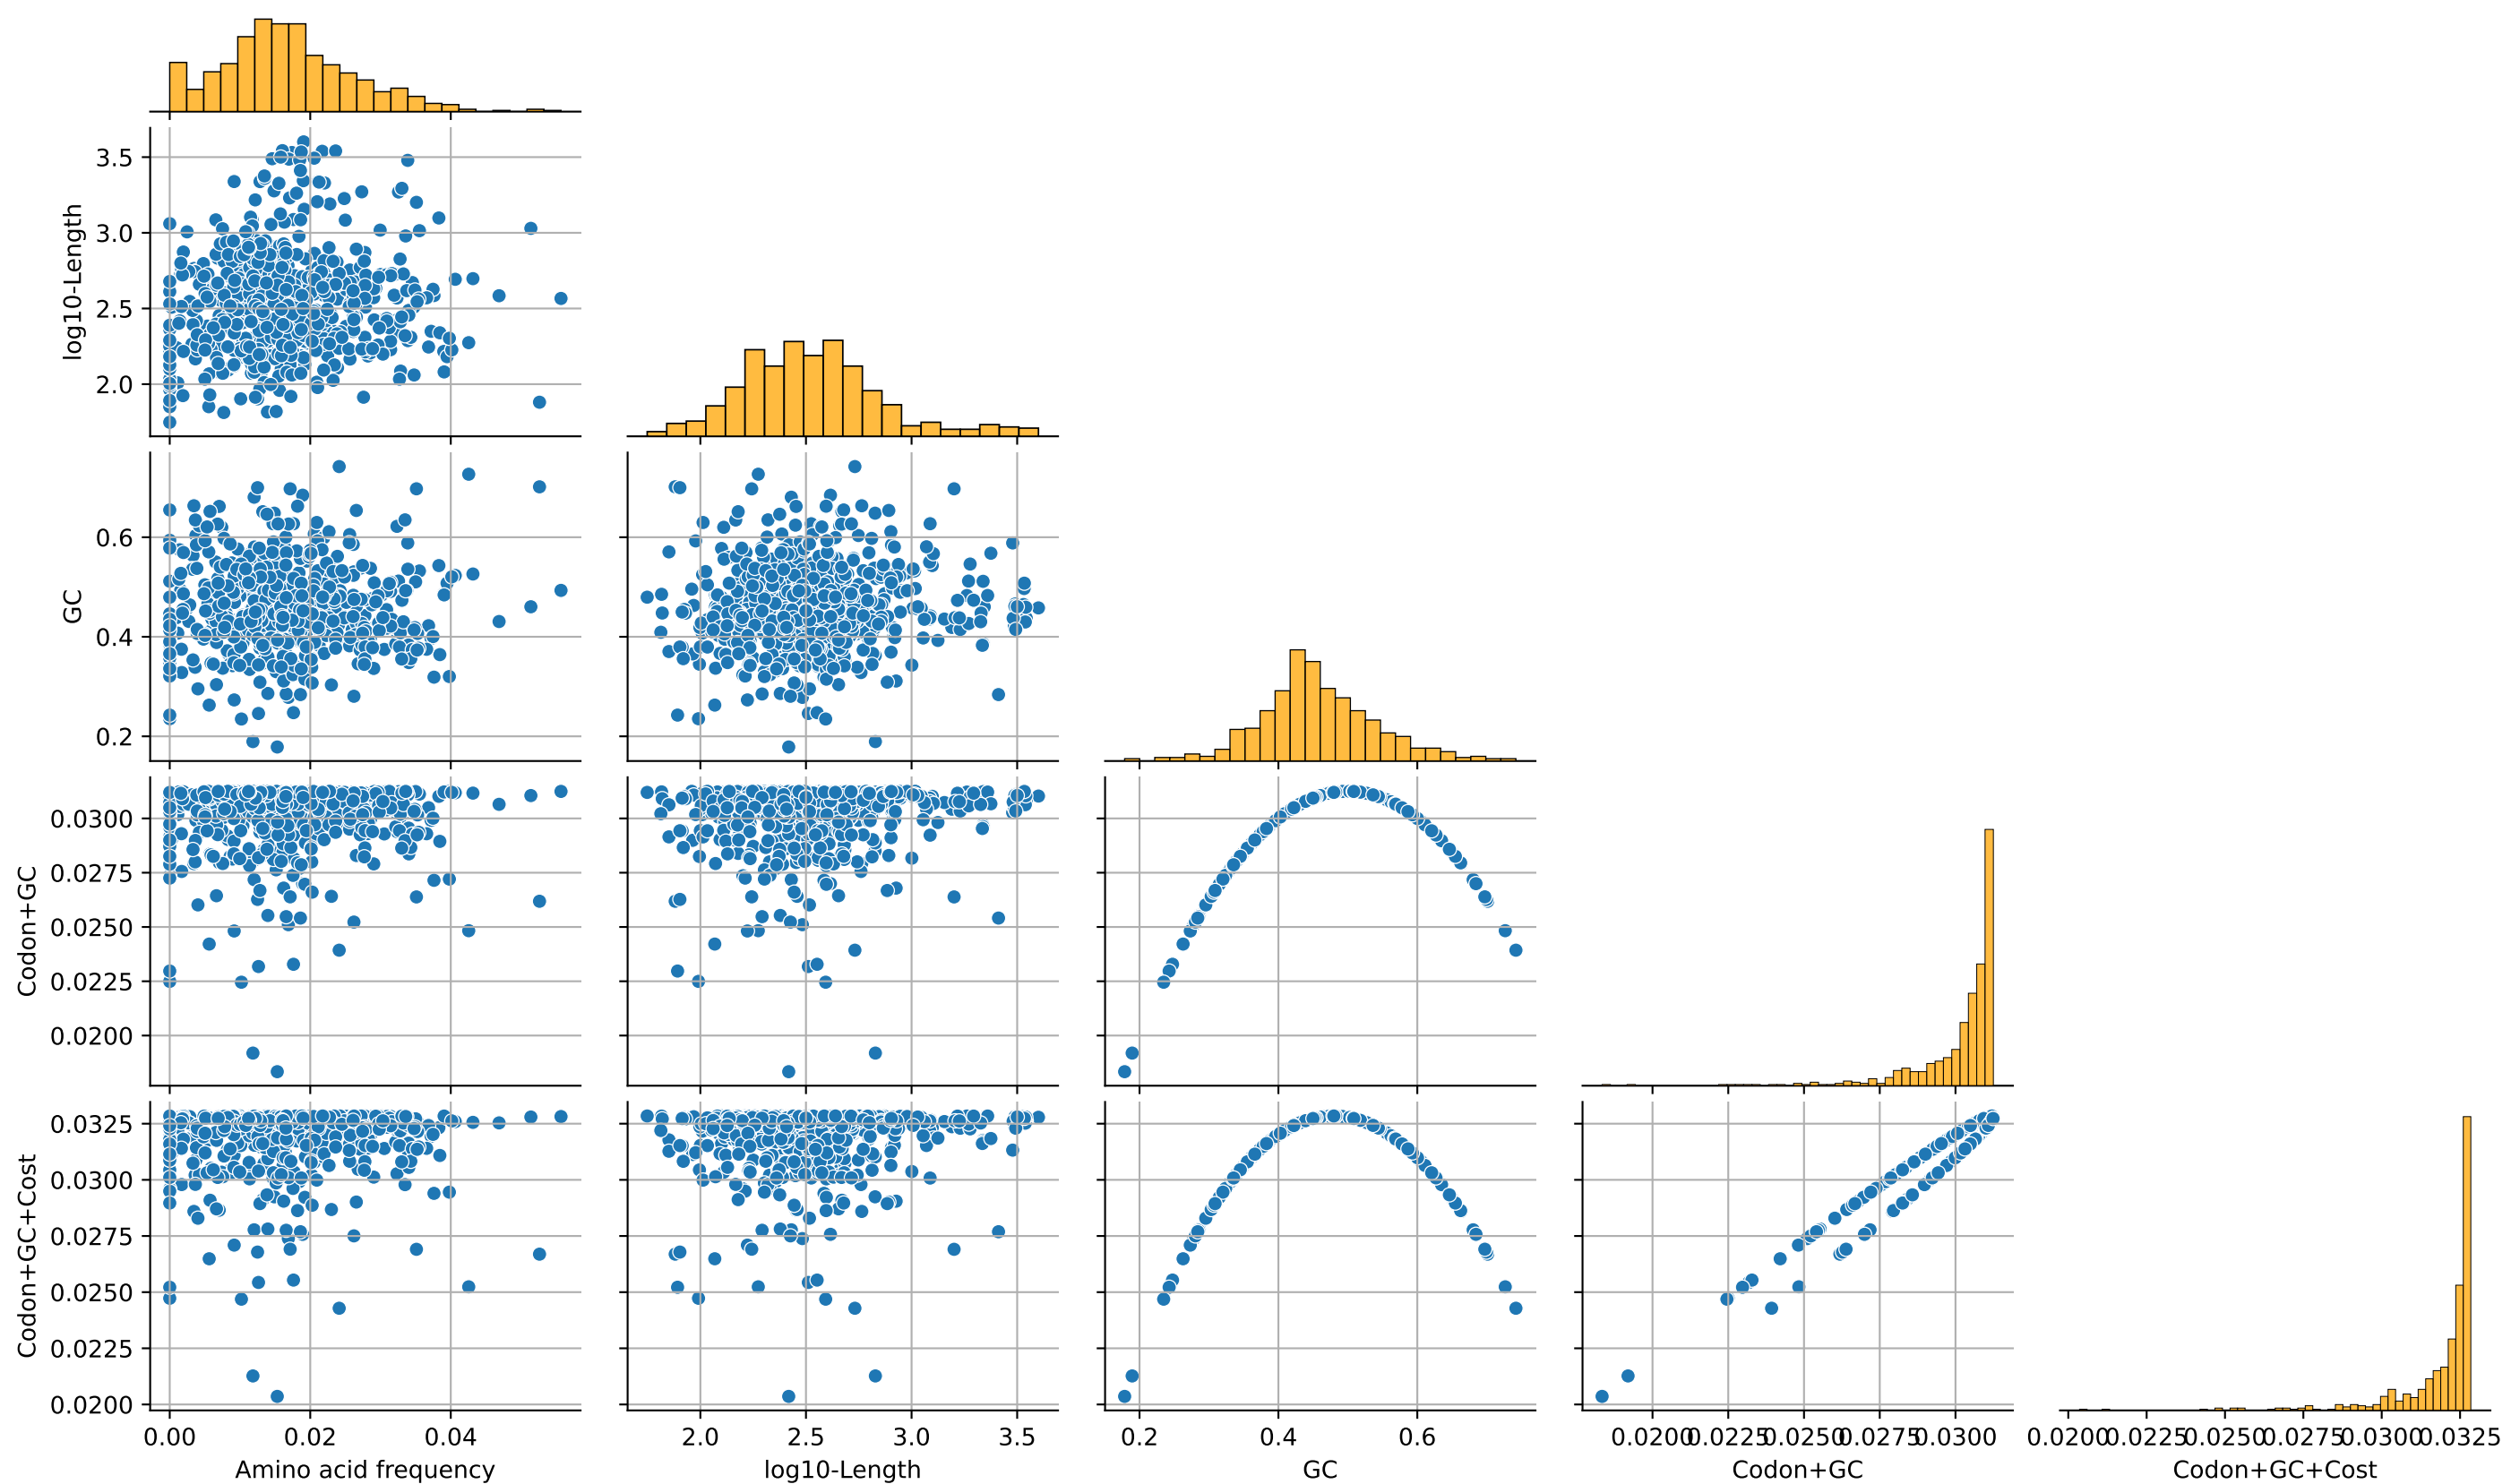 3.5
3.0
2.5
2.0
log10-Length
0.6
0.4
0.2
GC
0.0300
0.0275
0.0250
0.0225
0.0200
Codon+GC
0.0325
0.0300
0.0275
0.0250
0.0225
0.0200
Codon+GC+Cost
0.00 0.02 0.04
2.0 2.5 3.0 3.5
0.2 0.4 0.6
0.0200 0.0225 0.0250 0.0275 0.0300
0.0200 0.0225 0.0250 0.0275 0.0300 0.0325
Amino acid frequency
log10-Length
GC
Codon+GC
Codon+GC+Cost